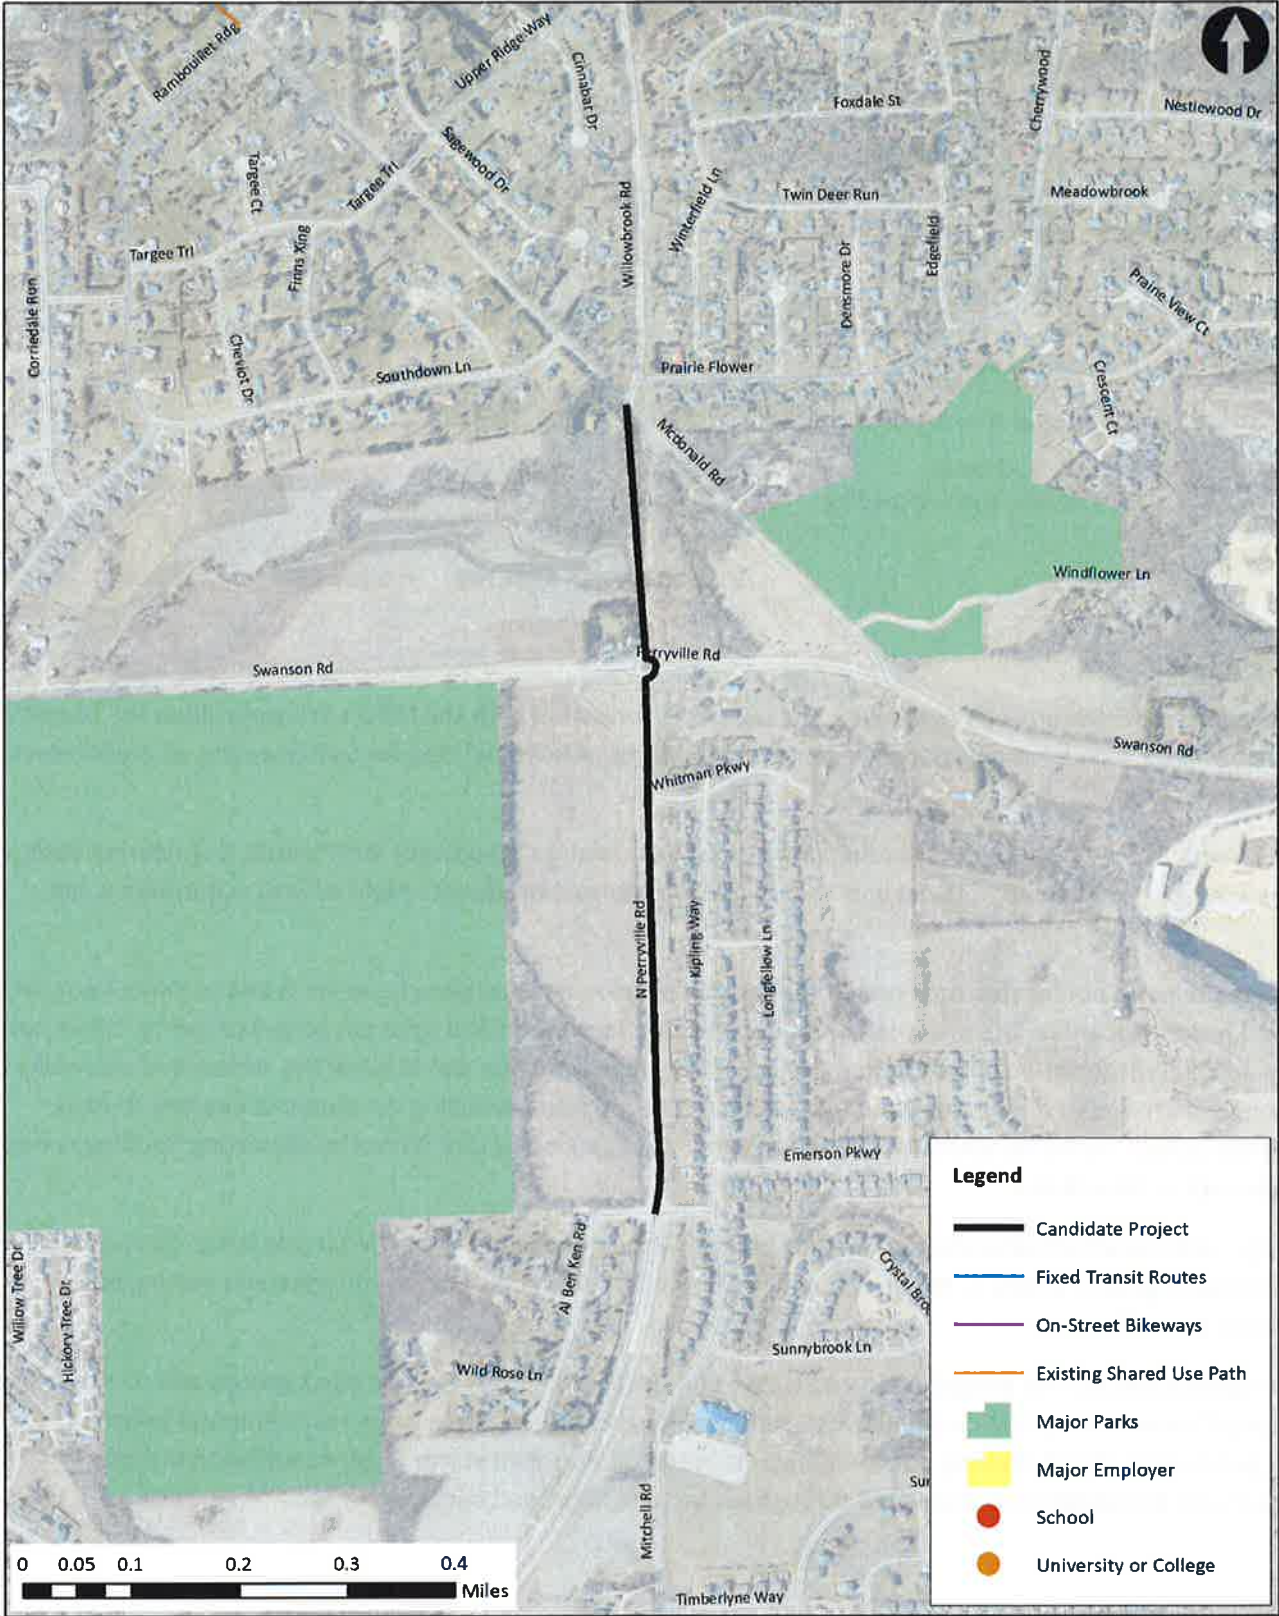 Rambouillet Rdg
Upper Ridge Way
Cinnabar Dr
Foxdale St
Cherrywood
Nestlewood Dr
Targee Ct
Targee Trl
Sagewood Dr
Willowbrook Rd
Winterfield Ln
Twin Deer Run
Meadowbrook
Targee Trl
Finns Xing
Densmore Dr
Edgefield
Prairie View Ct
Corriedale Run
Cheviot Dr
Southdown Ln
Prairie Flower
Crescent Ct
Mcdonald Rd
Windflower Ln
Swanson Rd
Perryville Rd
Swanson Rd
Whitman Pkwy
N Perryville Rd
Kipling Way
Longfellow Ln
Emerson Pkwy
Willow Tree Dr
Hickory Tree Dr
Al Ben Ken Rd
Crystal Bro
Wild Rose Ln
Sunnybrook Ln
Sun
Mitchell Rd
Timberlyne Way
Legend
Candidate Project
Fixed Transit Routes
On-Street Bikeways
Existing Shared Use Path
Major Parks
Major Employer
School
University or College
0 0.05 0.1 0.2 0.3 0.4
Miles